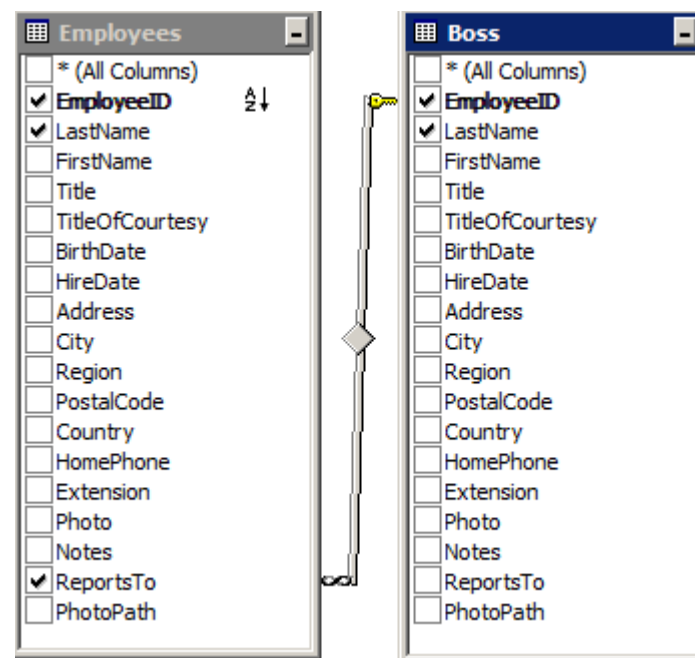 Employees
* (All Columns)
EmployeeID
LastName
FirstName
Title
TitleOfCourtesy
BirthDate
HireDate
Address
City
Region
PostalCode
Country
HomePhone
Extension
Photo
Notes
ReportsTo
PhotoPath
Boss
* (All Columns)
EmployeeID
LastName
FirstName
Title
TitleOfCourtesy
BirthDate
HireDate
Address
City
Region
PostalCode
Country
HomePhone
Extension
Photo
Notes
ReportsTo
PhotoPath